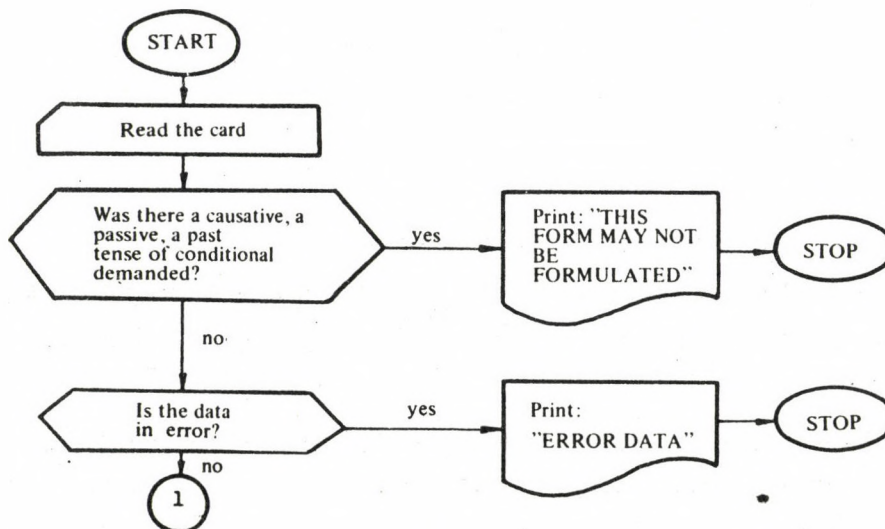 START
Read the card
Was there a causative, a
passive, a past
tense of conditional
demanded?
yes
Print: "THIS
FORM MAY NOT
BE
FORMULATED"
STOP
no
Is the data
in error?
yes
Print:
"ERROR DATA"
STOP
no
1